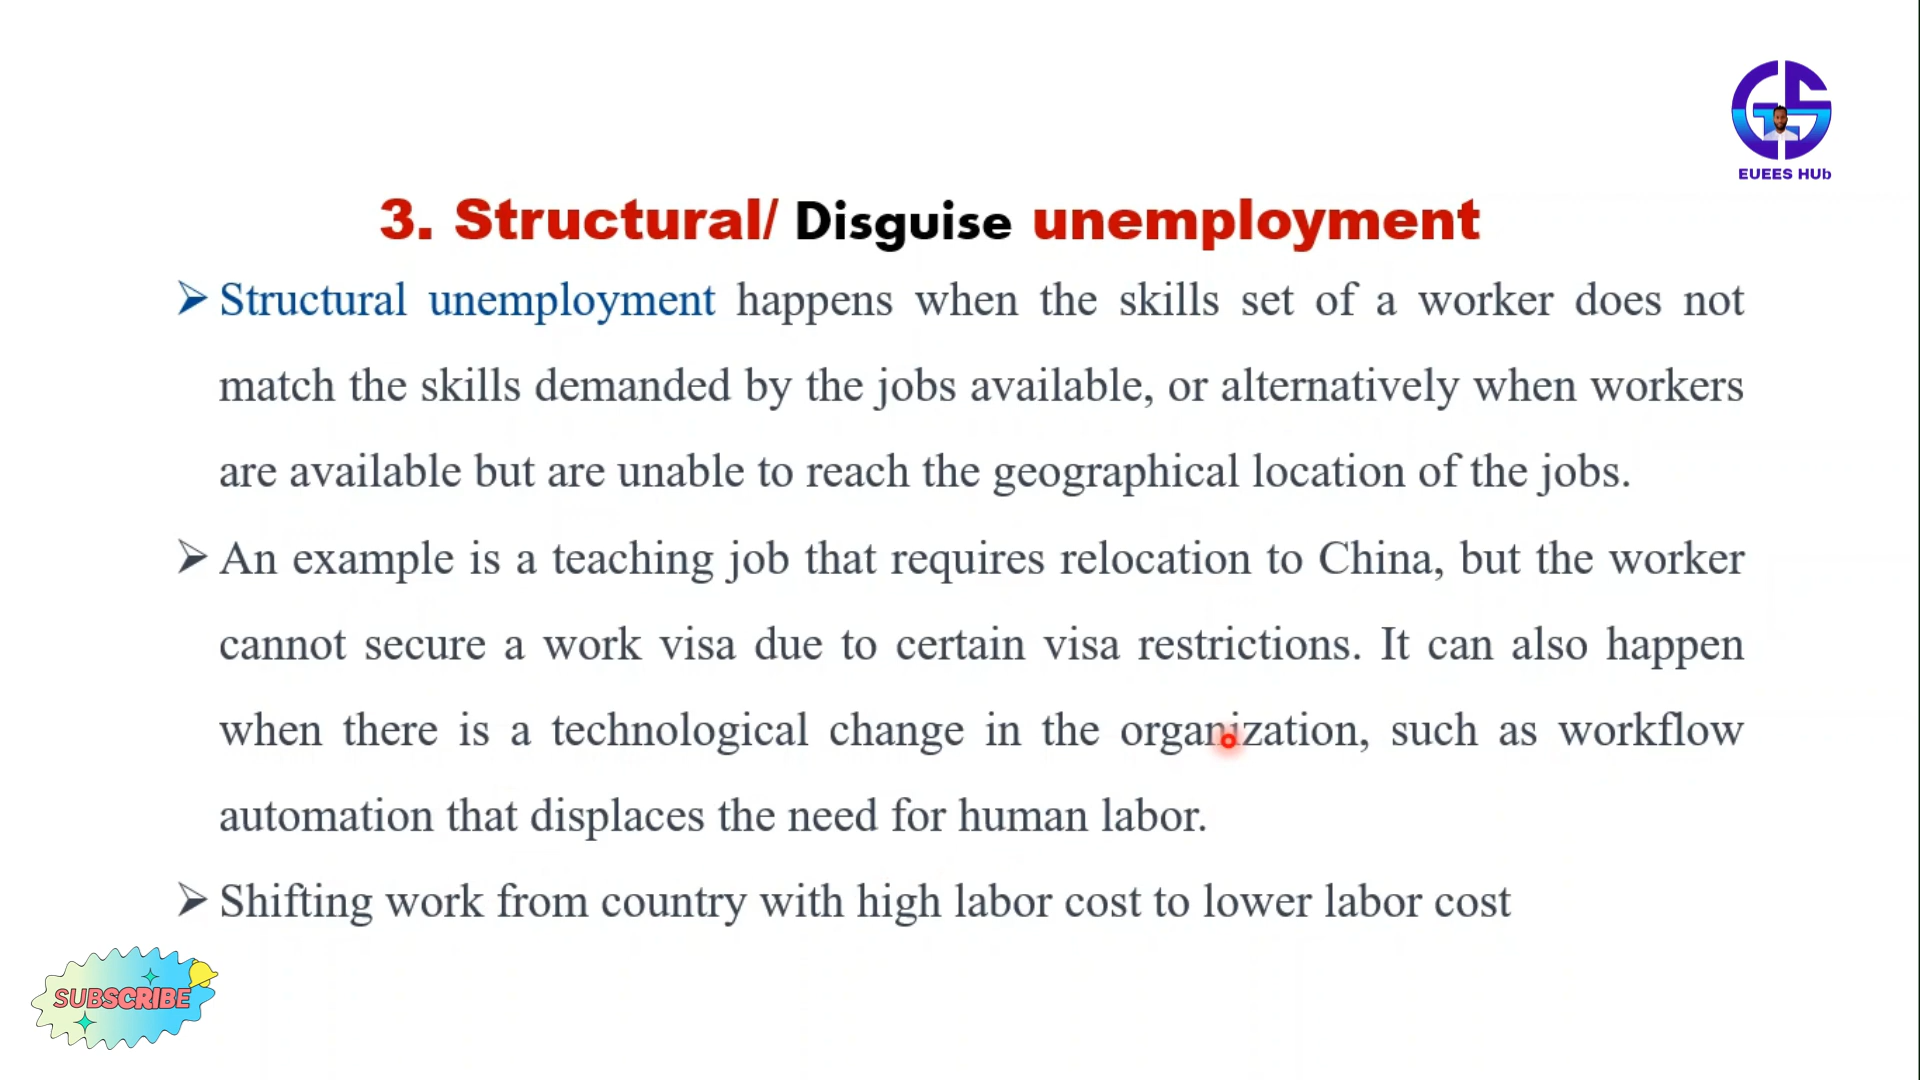 EUEES HUb
3. Structural/ Disguise unemployment
➢ Structural unemployment happens when the skills set of a worker does not
match the skills demanded by the jobs available, or alternatively when workers
are available but are unable to reach the geographical location of the jobs.
➢ An example is a teaching job that requires relocation to China, but the worker
cannot secure a work visa due to certain visa restrictions. It can also happen
when there is a technological change in the organization, such as workflow
automation that displaces the need for human labor.
➢ Shifting work from country with high labor cost to lower labor cost
SUBSCRIBE